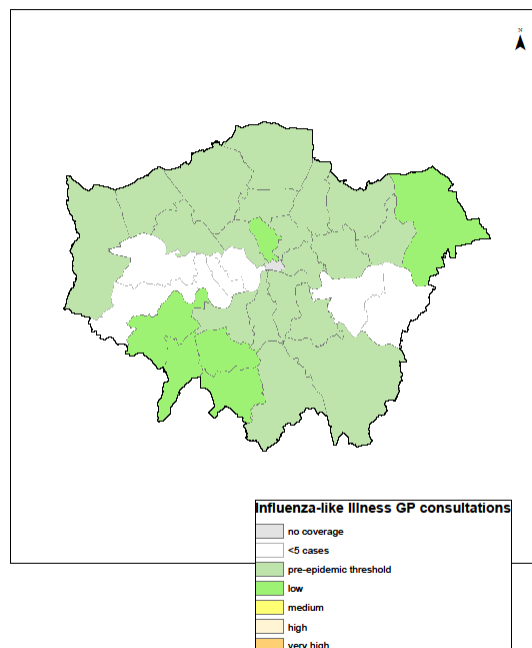 N
Influenza-like Illness GP consultations
no coverage
<5 cases
pre-epidemic threshold
low
medium
high
very high